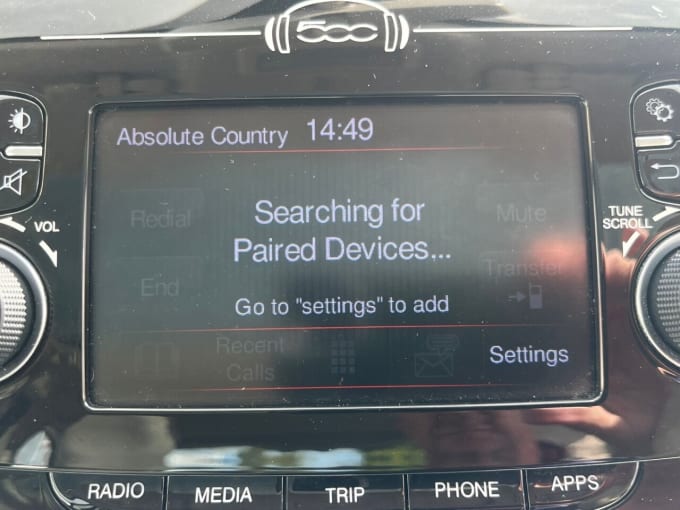 500
Absolute Country 14:49
Redial
Searching for
Paired Devices...
Mute
VOL
TUNE
SCROLL
End
Transfer
Go to "settings" to add
Recent
Calls
Settings
RADIO
MEDIA
TRIP
PHONE
APPS